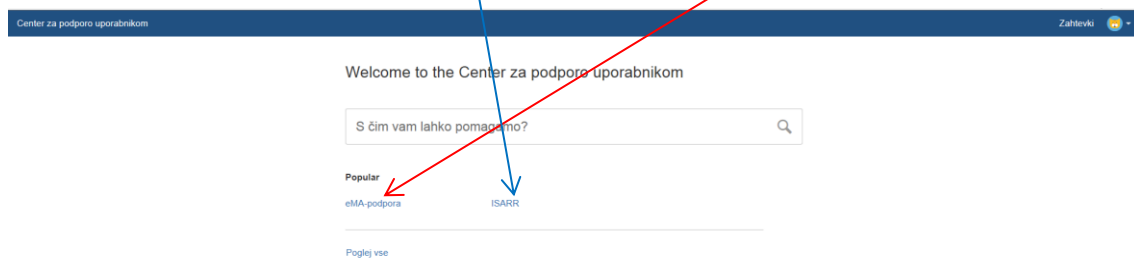 Center za podporo uporabnikom Zahtevki
Welcome to the Center za podporo uporabnikom
S čim vam lahko pomagamo?
Popular
eMA-podpora ISARR
Poglej vse